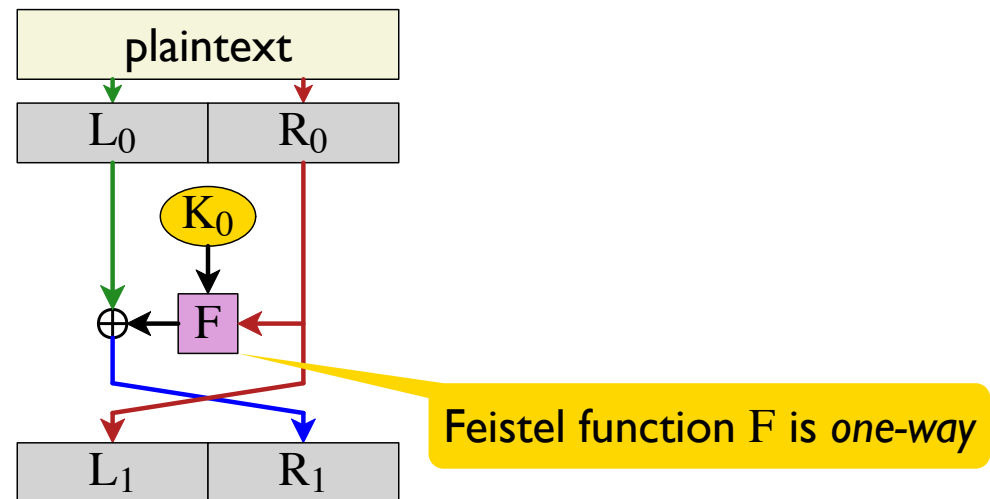 plaintext
L₀ R₀
K₀
F
Feistel function F is one-way
L₁ R₁